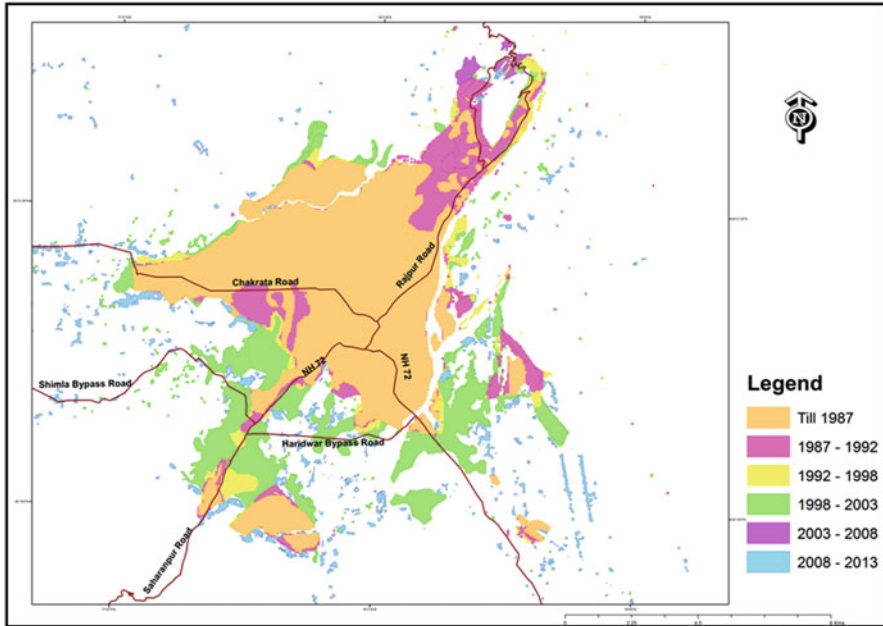 N
Chakrata Road
Rajpur Road
NH 72
NH 72
Shimla Bypass Road
Haridwar Bypass Road
Saharanpur Road
Legend
Till 1987
1987 - 1992
1992 - 1998
1998 - 2003
2003 - 2008
2008 - 2013